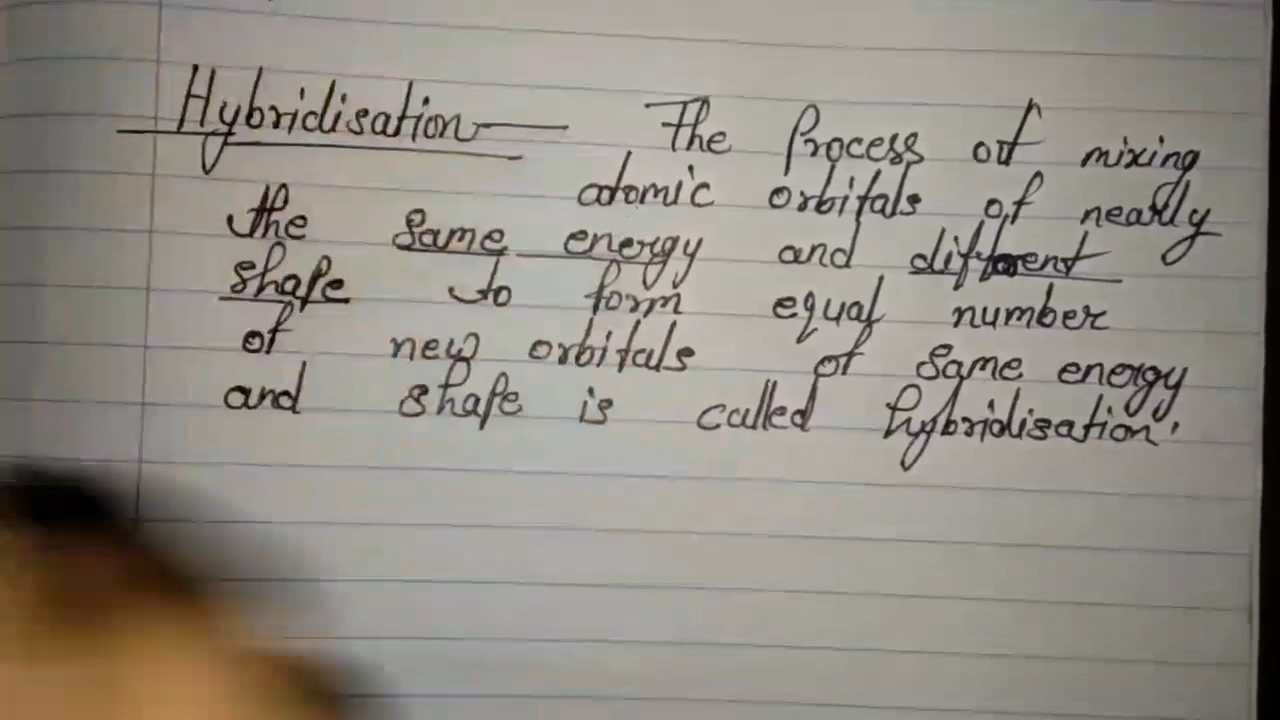 Hybridisation — The Process of mixing
atomic orbitals of nearly
the same energy and different
shape to form equal number
of new orbitals of same energy
and shape is called hybridisation.